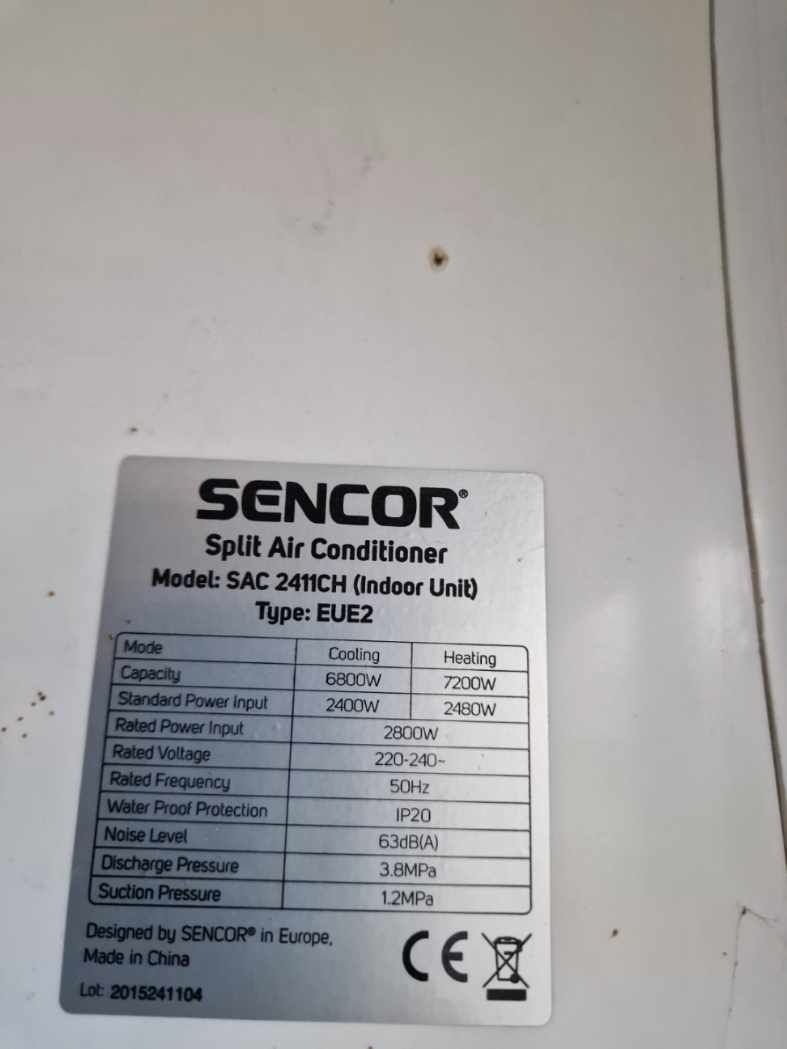 SENCOR®
Split Air Conditioner
Model: SAC 2411CH (Indoor Unit)
Type: EUE2
Mode Cooling Heating
Capacity 6800W 7200W
Standard Power Input 2400W 2480W
Rated Power Input 2800W
Rated Voltage 220-240~
Rated Frequency 50Hz
Water Proof Protection IP20
Noise Level 63dB(A)
Discharge Pressure 3.8MPa
Suction Pressure 1.2MPa
Designed by SENCOR® in Europe,
Made in China
CE
Lot: 2015241104